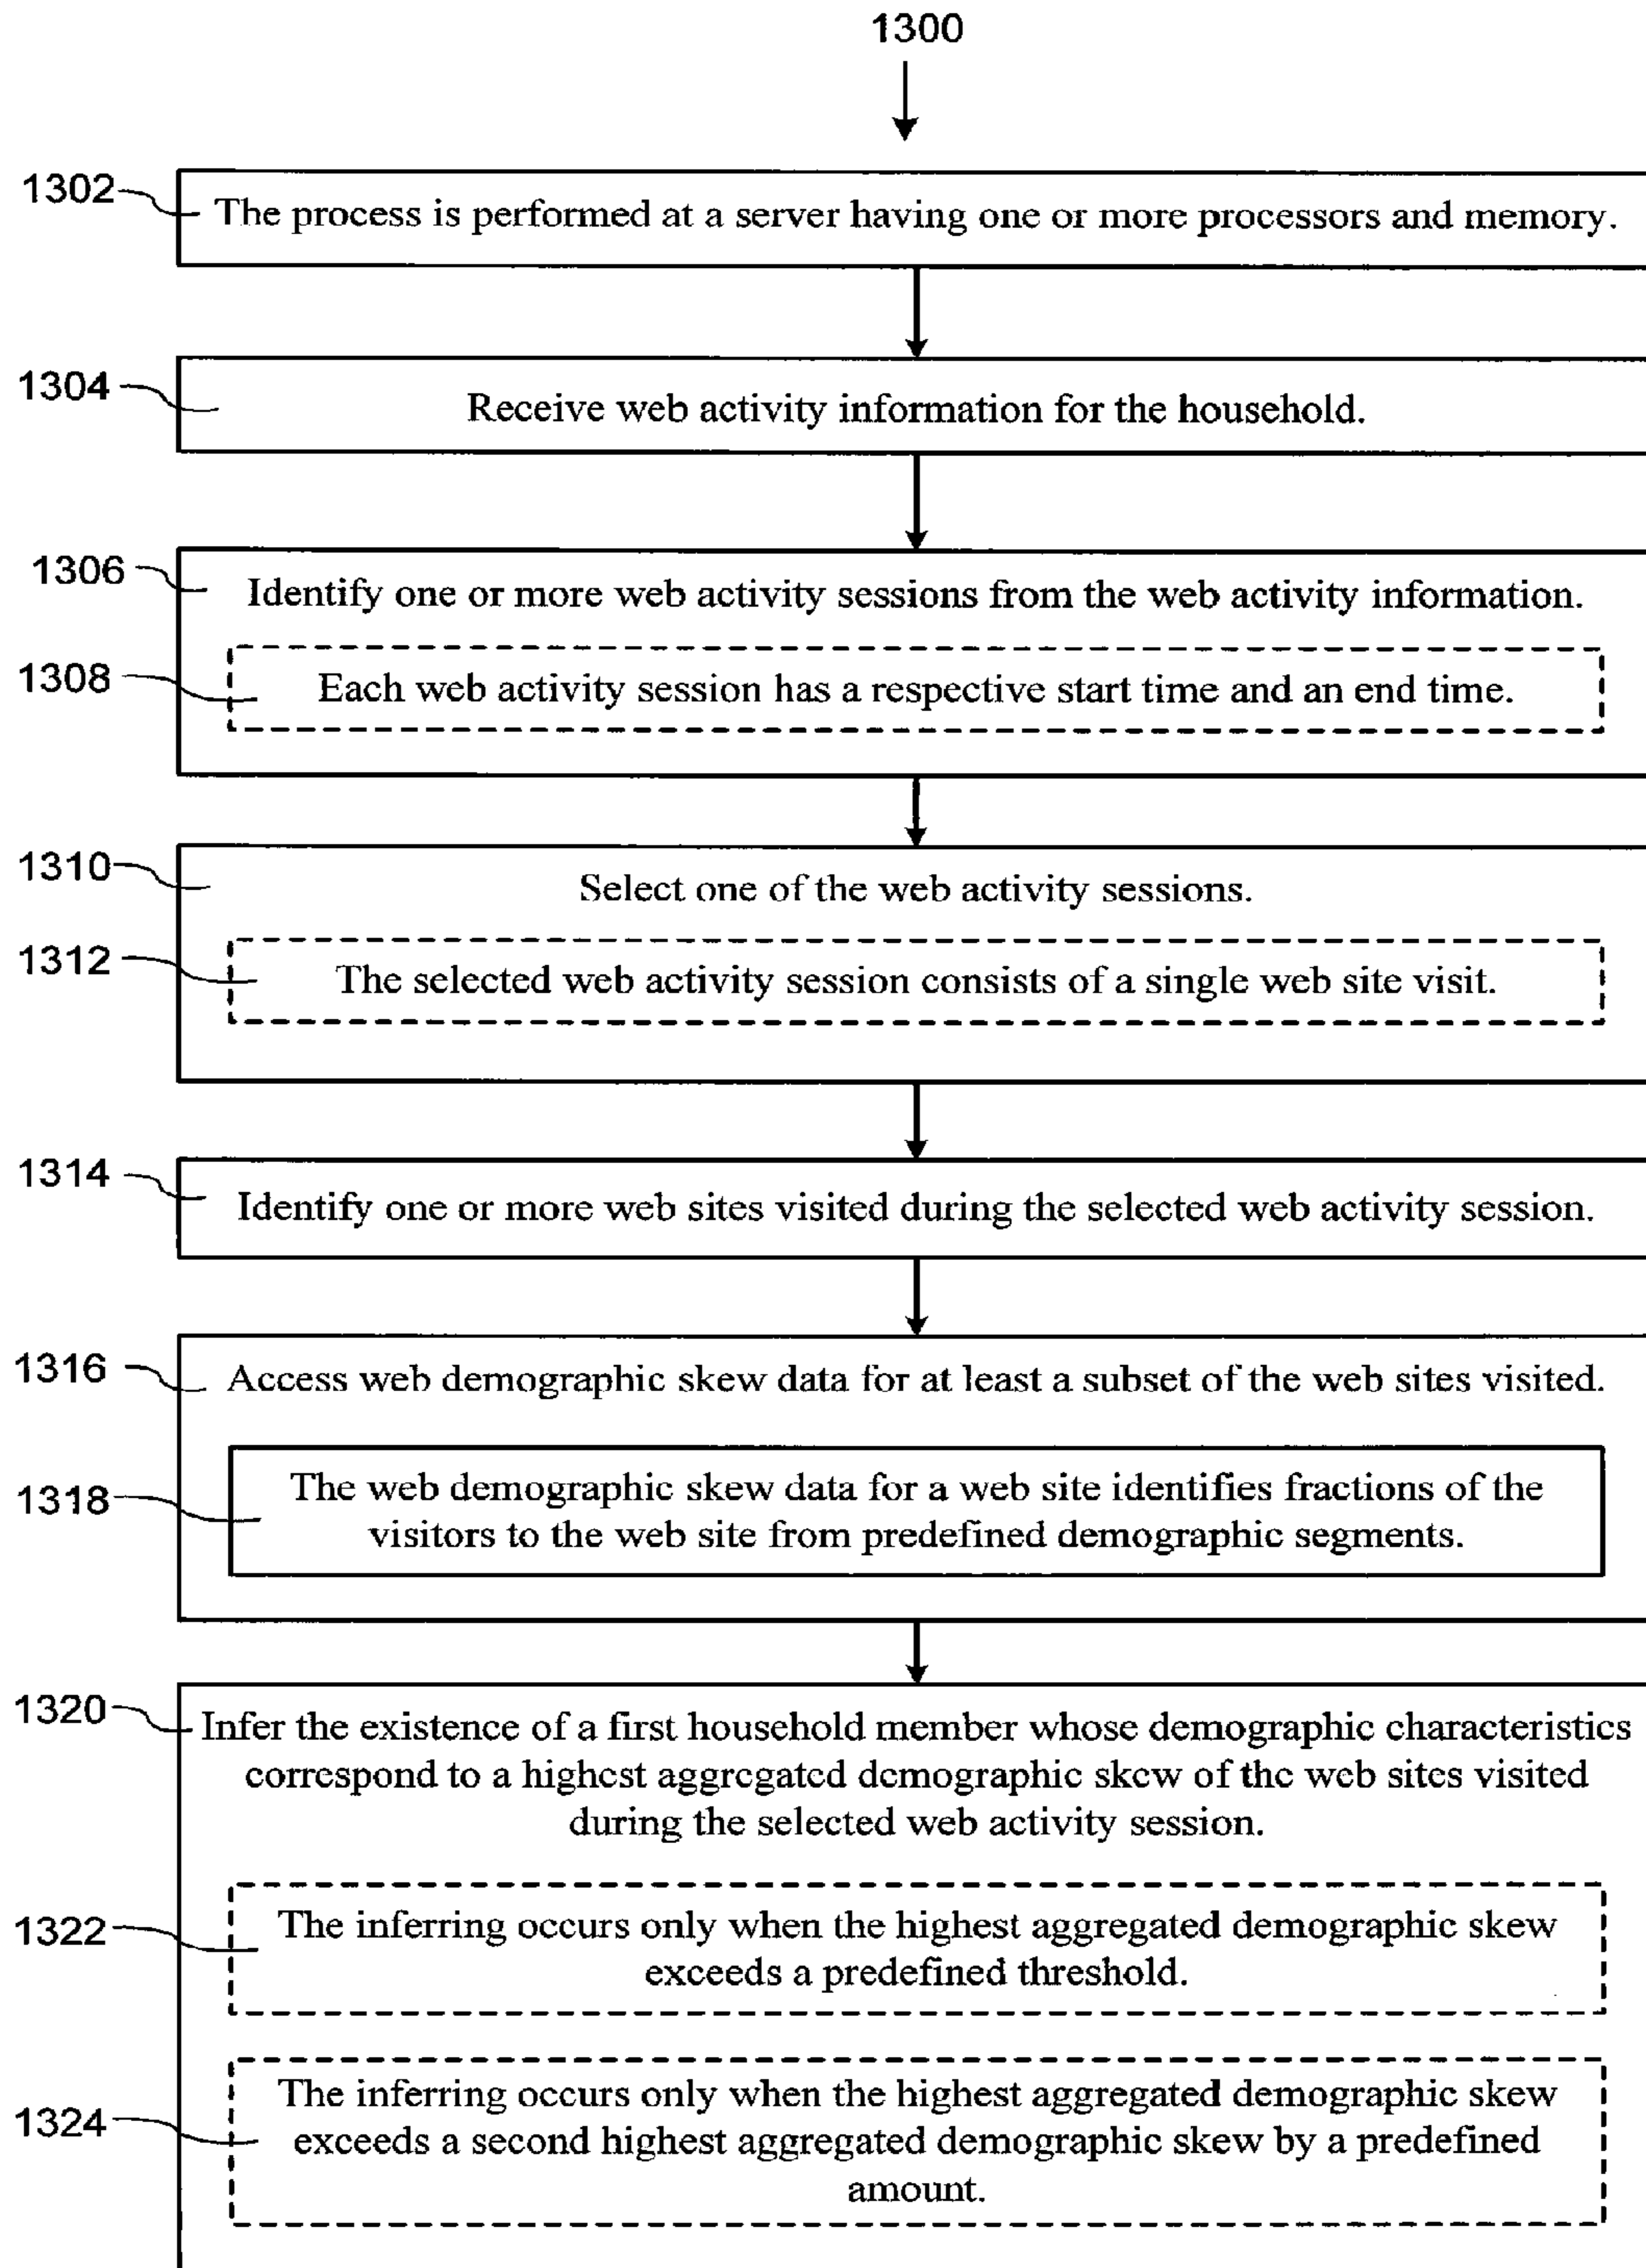 1300
1302
The process is performed at a server having one or more processors and memory.
1304
Receive web activity information for the household.
1306
Identify one or more web activity sessions from the web activity information.
1308
Each web activity session has a respective start time and an end time.
1310
Select one of the web activity sessions.
1312
The selected web activity session consists of a single web site visit.
1314
Identify one or more web sites visited during the selected web activity session.
1316
Access web demographic skew data for at least a subset of the web sites visited.
1318
The web demographic skew data for a web site identifies fractions of the
visitors to the web site from predefined demographic segments.
1320
Infer the existence of a first household member whose demographic characteristics
correspond to a highest aggregated demographic skew of the web sites visited
during the selected web activity session.
1322
The inferring occurs only when the highest aggregated demographic skew
exceeds a predefined threshold.
1324
The inferring occurs only when the highest aggregated demographic skew
exceeds a second highest aggregated demographic skew by a predefined
amount.